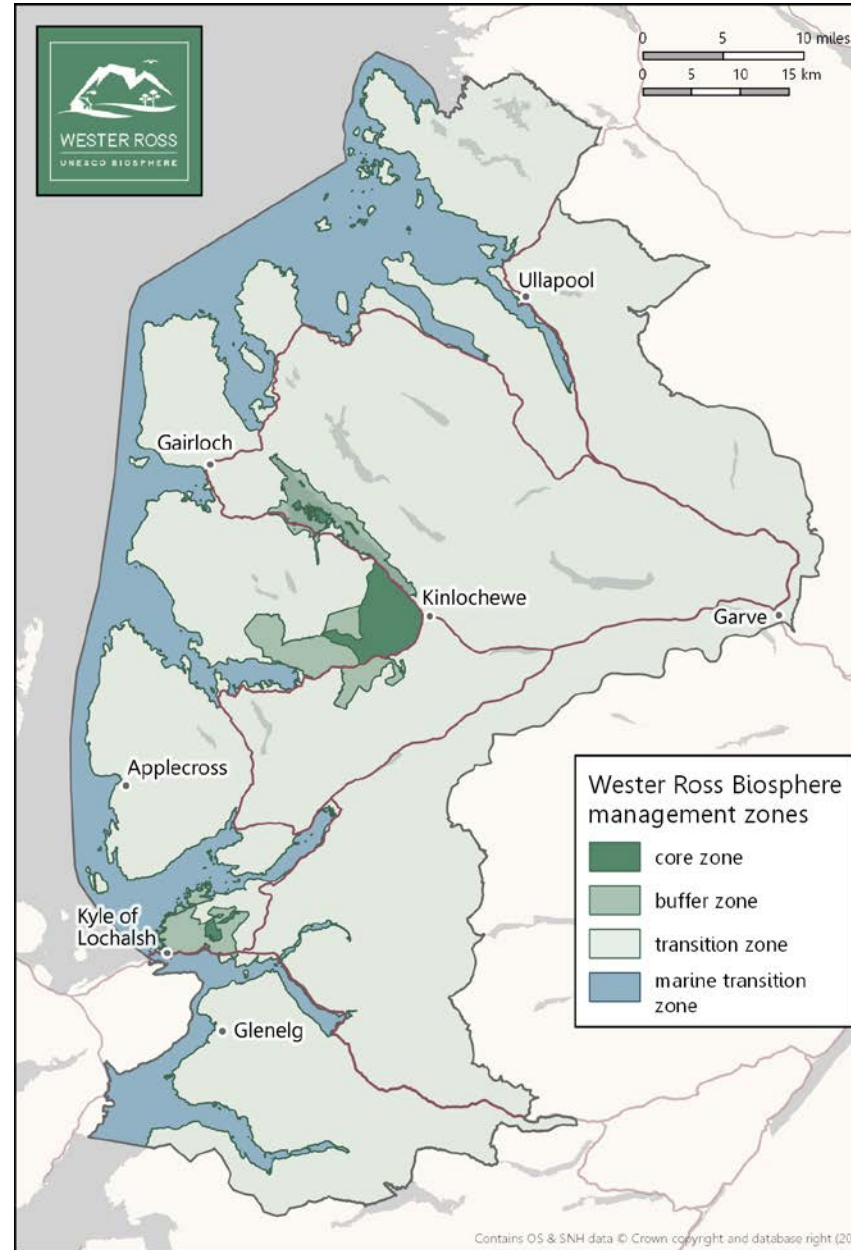 WESTER ROSS
UNESCO BIOSPHERE
0 5 10 miles
0 5 10 15 km
Ullapool
Gairloch
Kinlochewe
Garve
Applecross
Kyle of
Lochalsh
Glenelg
Wester Ross Biosphere
management zones
core zone
buffer zone
transition zone
marine transition
zone
Contains OS & SNH data © Crown copyright and database right (20